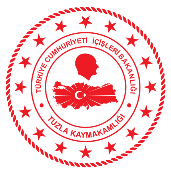 TÜRKİYE CUMHURİYETİ İÇİŞLERİ BAKANLIĞI
TUZLA KAYMAKAMLIĞI